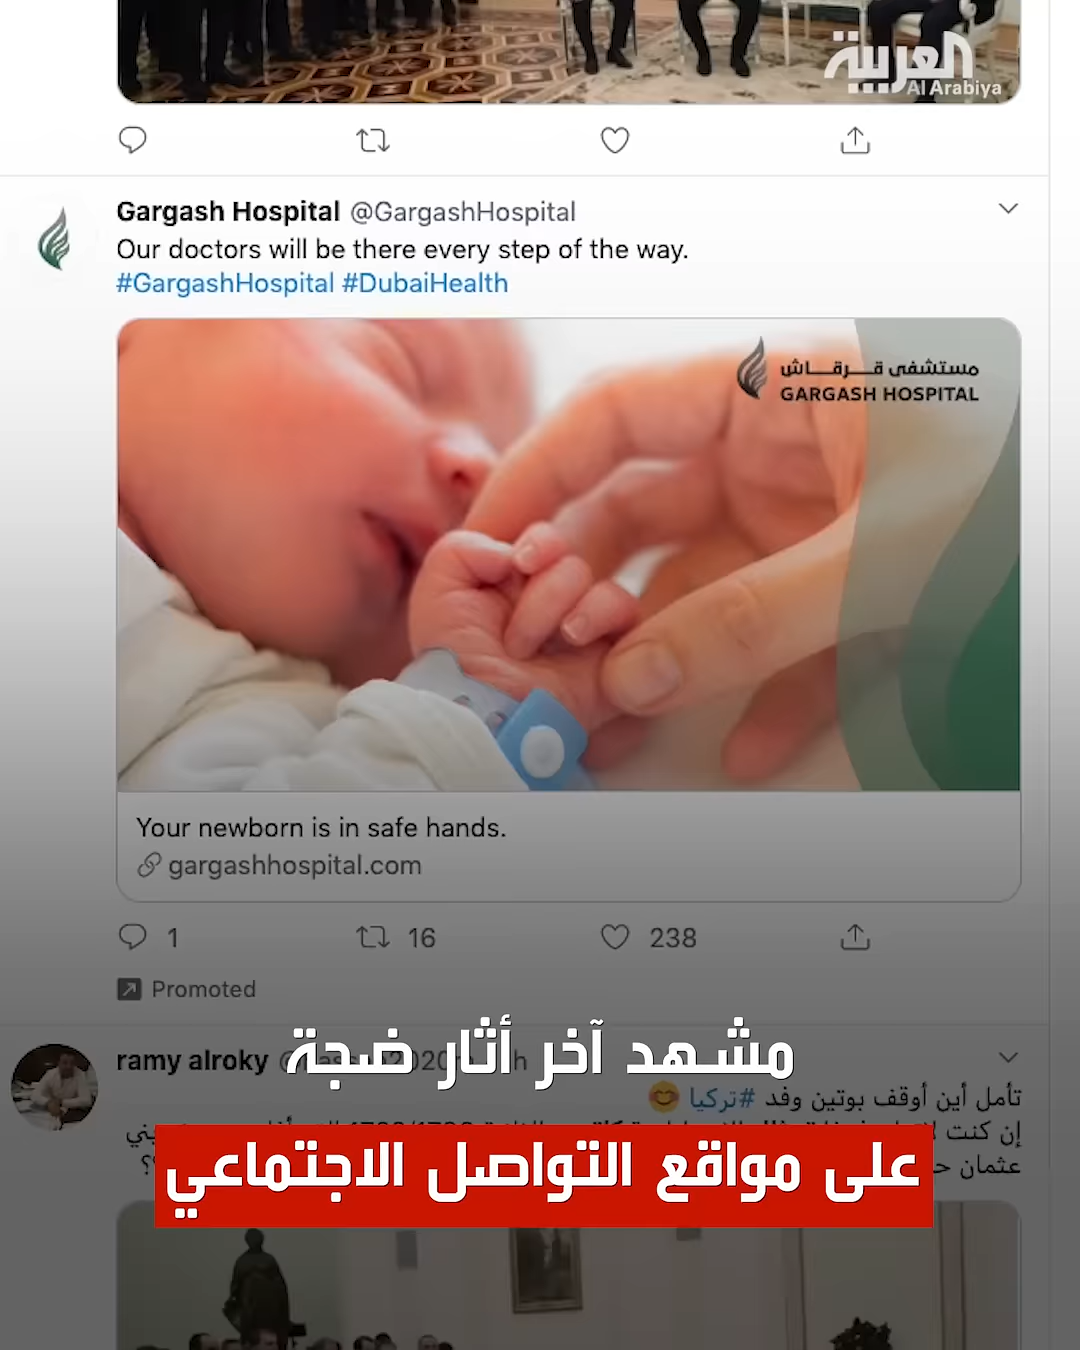 العربية
Al Arabiya
Gargash Hospital @GargashHospital
Our doctors will be there every step of the way.
#GargashHospital #DubaiHealth
مستشفى قرقاش
GARGASH HOSPITAL
Your newborn is in safe hands.
gargashhospital.com
1 16 238
Promoted
مشهد آخر أثار ضجة
ramy alroky
تأمل أين أوقف بوتين وفد #تركيا 😊
إن كنت
على مواقع التواصل الاجتماعي
عثمان